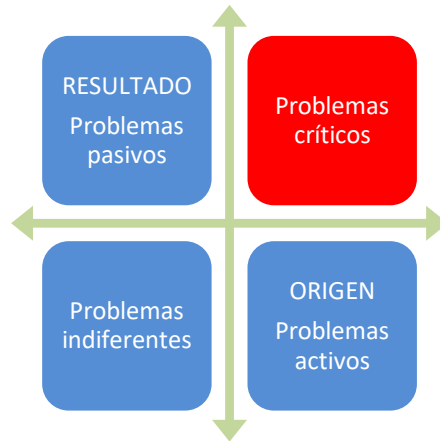 RESULTADO
Problemas
pasivos
Problemas
críticos
Problemas
indiferentes
ORIGEN
Problemas
activos